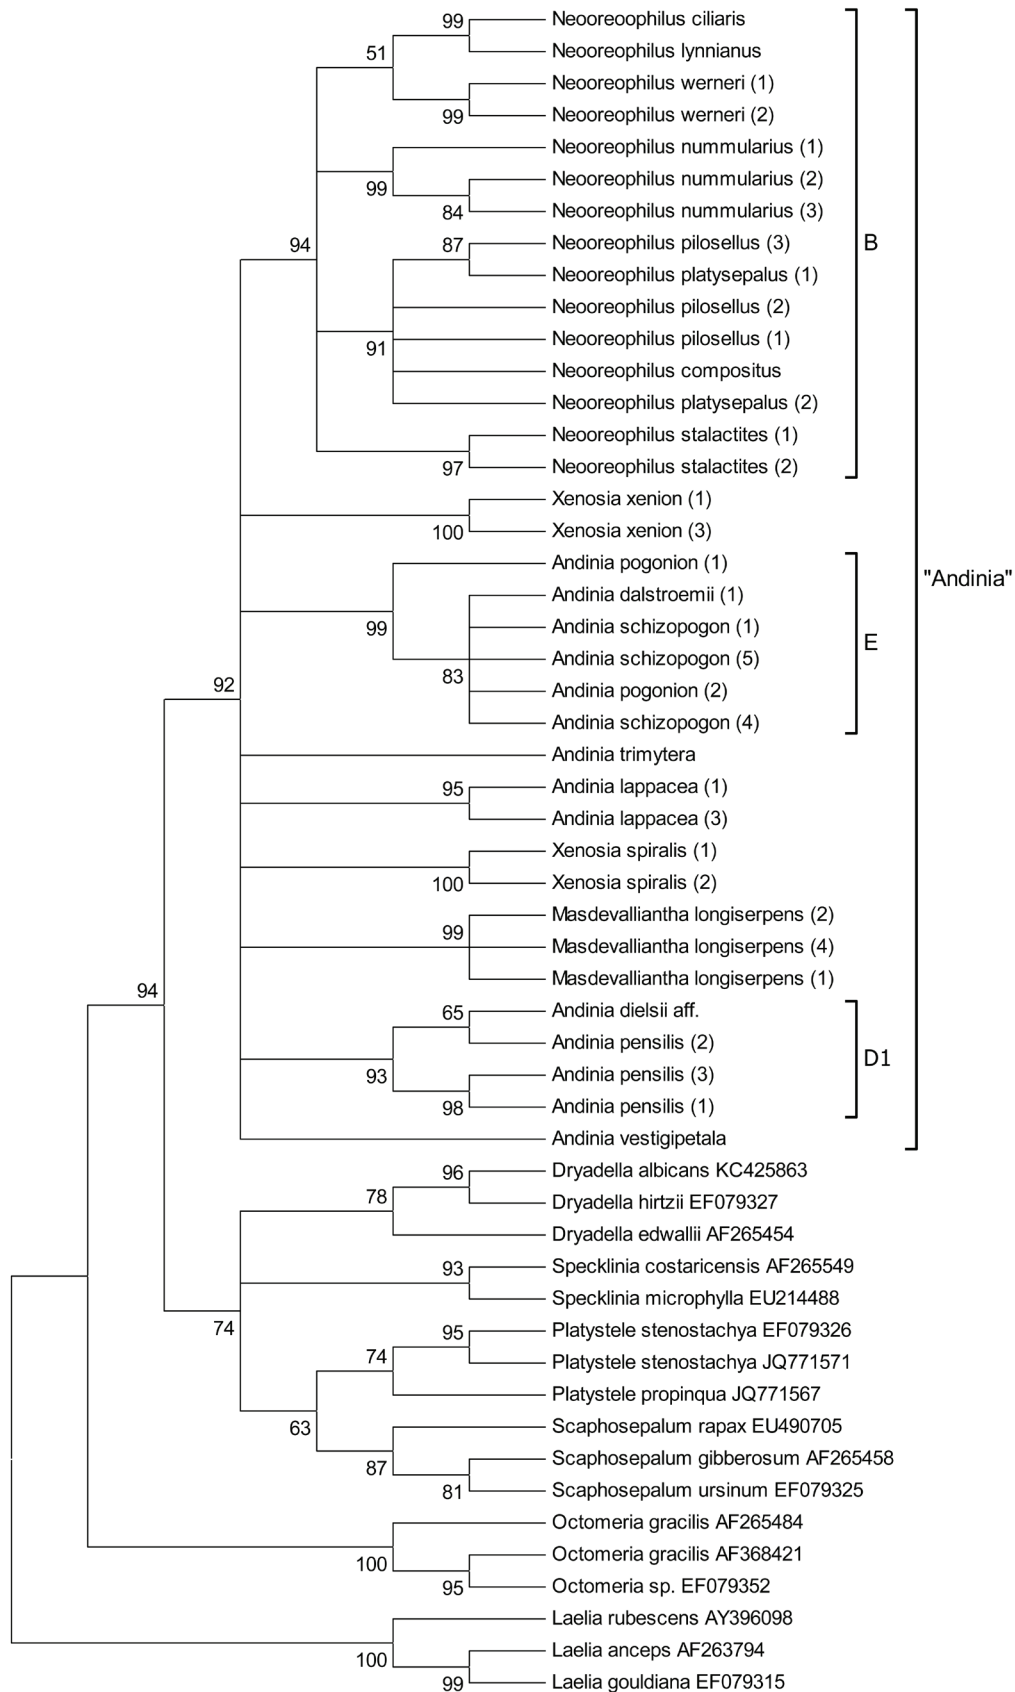 99
Neooreoophilus ciliaris
51
Neooreophilus lynnianus
Neooreophilus werneri (1)
99
Neooreophilus werneri (2)
Neooreophilus nummularius (1)
99
Neooreophilus nummularius (2)
84
Neooreophilus nummularius (3)
94
87
Neooreophilus pilosellus (3)
B
Neooreophilus platysepalus (1)
Neooreophilus pilosellus (2)
91
Neooreophilus pilosellus (1)
Neooreophilus compositus
Neooreophilus platysepalus (2)
Neooreophilus stalactites (1)
97
Neooreophilus stalactites (2)
Xenosia xenion (1)
100
Xenosia xenion (3)
Andinia pogonion (1)
"Andinia"
Andinia dalstroemii (1)
99
Andinia schizopogon (1)
E
83
Andinia schizopogon (5)
92
Andinia pogonion (2)
Andinia schizopogon (4)
Andinia trimytera
95
Andinia lappacea (1)
Andinia lappacea (3)
Xenosia spiralis (1)
100
Xenosia spiralis (2)
Masdevalliantha longiserpens (2)
99
Masdevalliantha longiserpens (4)
94
Masdevalliantha longiserpens (1)
65
Andinia dielsii aff.
Andinia pensilis (2)
D1
93
Andinia pensilis (3)
98
Andinia pensilis (1)
Andinia vestigipetala
96
Dryadella albicans KC425863
78
Dryadella hirtzii EF079327
Dryadella edwallii AF265454
93
Specklinia costaricensis AF265549
Specklinia microphylla EU214488
74
95
Platystele stenostachya EF079326
74
Platystele stenostachya JQ771571
Platystele propinqua JQ771567
63
Scaphosepalum rapax EU490705
87
Scaphosepalum gibberosum AF265458
81
Scaphosepalum ursinum EF079325
Octomeria gracilis AF265484
100
Octomeria gracilis AF368421
95
Octomeria sp. EF079352
Laelia rubescens AY396098
100
Laelia anceps AF263794
99
Laelia gouldiana EF079315